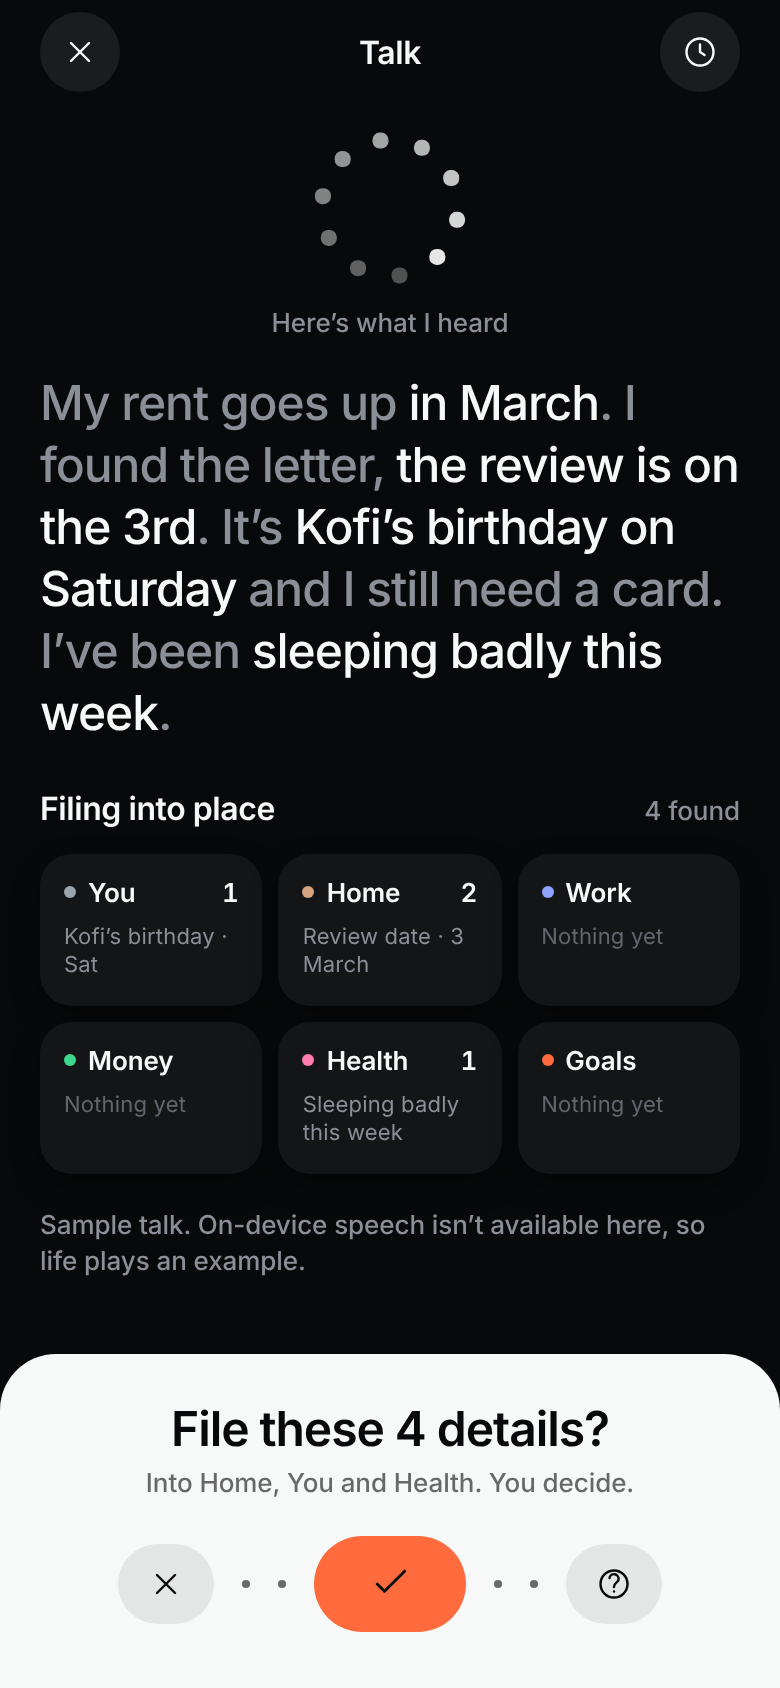 Talk
Here’s what I heard
My rent goes up in March. I
found the letter, the review is on
the 3rd. It’s Kofi’s birthday on
Saturday and I still need a card.
I’ve been sleeping badly this
week.
Filing into place
4 found
You 1
Kofi’s birthday ·
Sat
Home 2
Review date · 3
March
Work
Nothing yet
Money
Nothing yet
Health 1
Sleeping badly
this week
Goals
Nothing yet
Sample talk. On-device speech isn’t available here, so
life plays an example.
File these 4 details?
Into Home, You and Health. You decide.